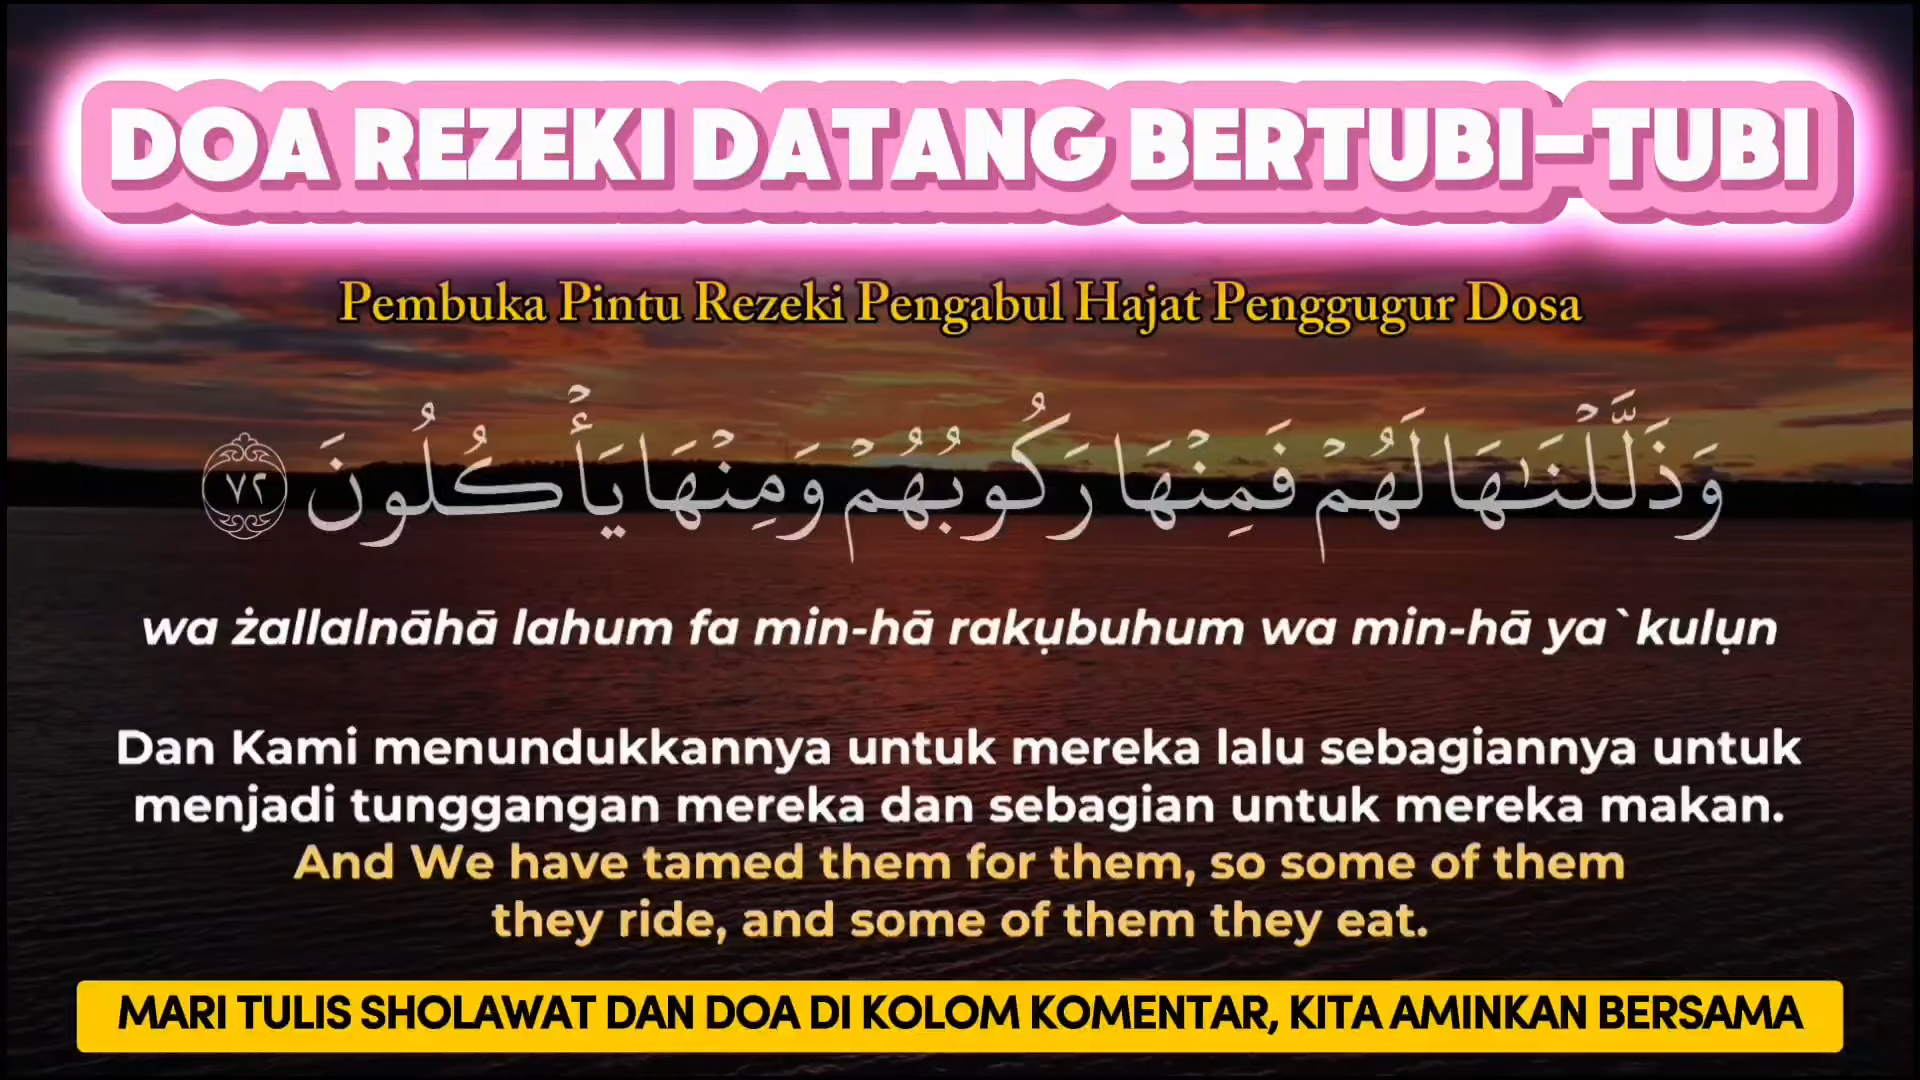 DOA REZEKI DATANG BERTUBI-TUBI
Pembuka Pintu Rezeki Pengabul Hajat Penggugur Dosa
وَذَلَّلْنَٰهَا لَهُمْ فَمِنْهَا رَكُوبُهُمْ وَمِنْهَا يَأْكُلُونَ ٧٢
wa żallalnāhā lahum fa min-hā rakụbuhum wa min-hā ya`kulụn
Dan Kami menundukkannya untuk mereka lalu sebagiannya untuk
menjadi tunggangan mereka dan sebagian untuk mereka makan.
And We have tamed them for them, so some of them
they ride, and some of them they eat.
MARI TULIS SHOLAWAT DAN DOA DI KOLOM KOMENTAR, KITA AMINKAN BERSAMA